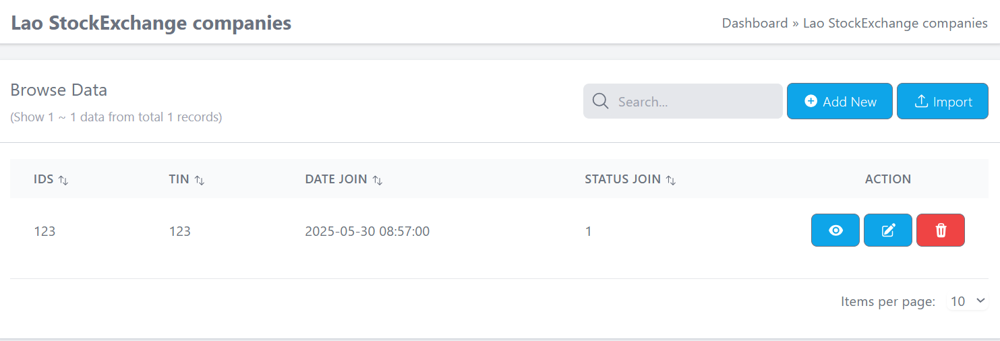 Lao StockExchange companies
Dashboard » Lao StockExchange companies
Browse Data
(Show 1 ~ 1 data from total 1 records)
Search...
Add New
Import
IDS TIN DATE JOIN STATUS JOIN ACTION
123 123 2025-05-30 08:57:00 1
Items per page: 10